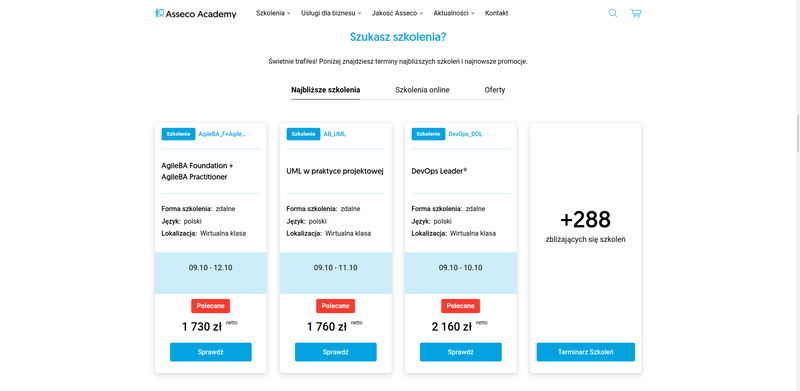 Asseco Academy
Szkolenia
Usługi dla biznesu
Jakość Asseco
Aktualności
Kontakt
Szukasz szkolenia?
Świetnie trafiłeś! Poniżej znajdziesz terminy najbliższych szkoleń i najnowsze promocje.
Najbliższe szkolenia
Szkolenia online
Oferty
Szkolenie AgileBA_F+Agile...
AgileBA Foundation +
AgileBA Practitioner
Forma szkolenia: zdalne
Język: polski
Lokalizacja: Wirtualna klasa
09.10 - 12.10
Polecane
1 730 zł netto
Sprawdź
Szkolenie AB_UML
UML w praktyce projektowej
Forma szkolenia: zdalne
Język: polski
Lokalizacja: Wirtualna klasa
09.10 - 11.10
Polecane
1 760 zł netto
Sprawdź
Szkolenie DevOps_DOL
DevOps Leader®
Forma szkolenia: zdalne
Język: polski
Lokalizacja: Wirtualna klasa
09.10 - 10.10
Polecane
2 160 zł netto
Sprawdź
+288
zbliżających się szkoleń
Terminarz Szkoleń